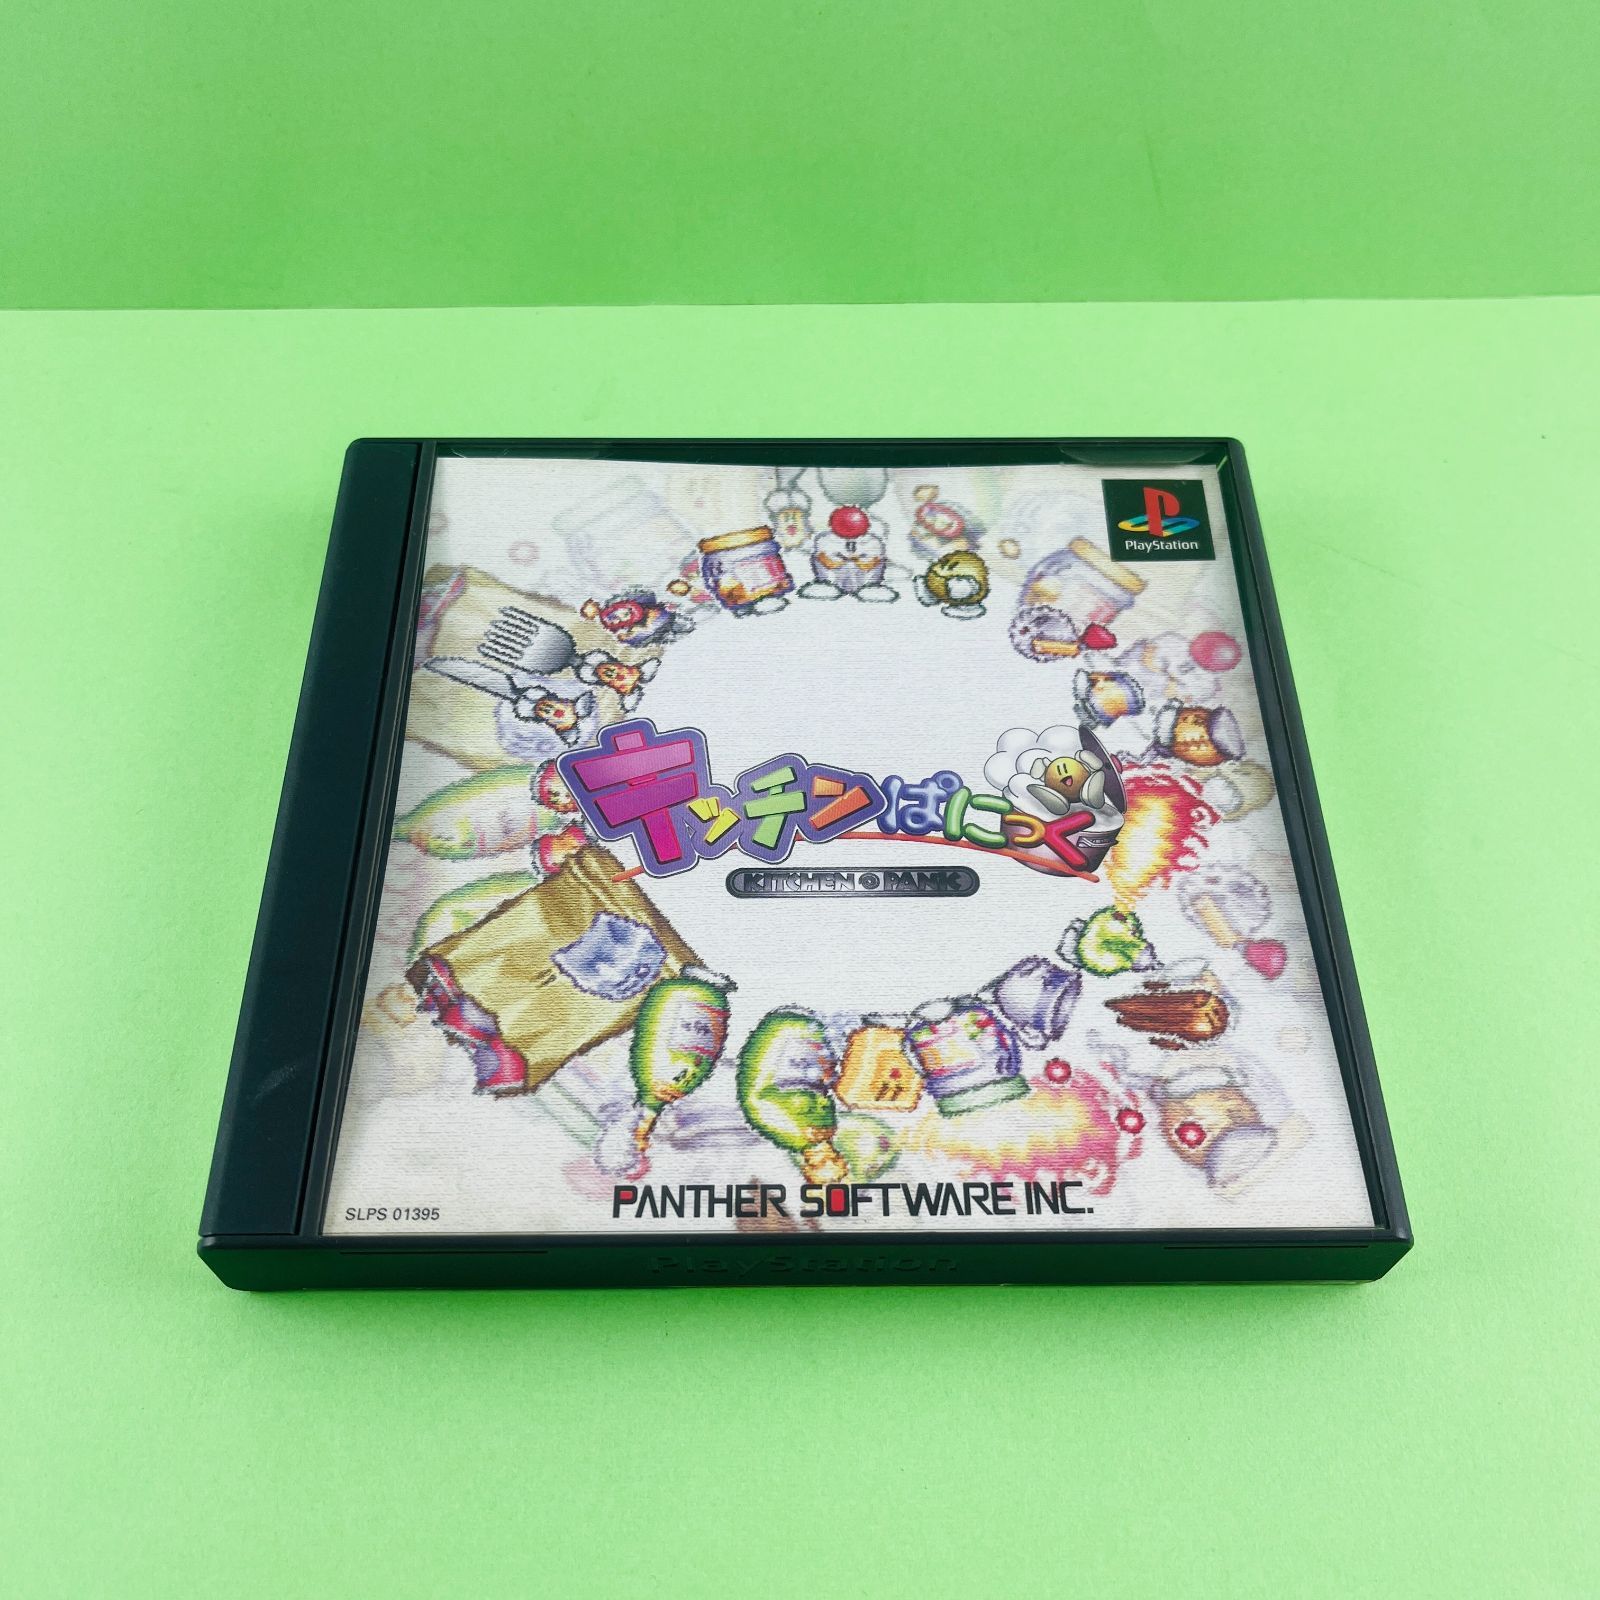 PlayStation
キッチンぱにっく
KITCHEN PANIC
PANTHER SOFTWARE INC.
SLPS 01395
PlayStation